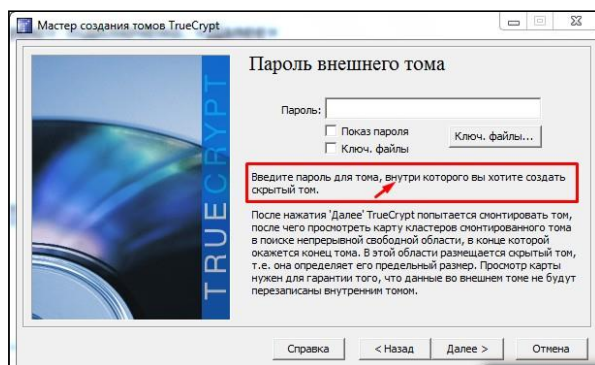 Мастер создания томов TrueCrypt
Пароль внешнего тома
Пароль:
Показ пароля
Ключ. файлы
Ключ. файлы...
Введите пароль для тома, внутри которого вы хотите создать
скрытый том.
После нажатия 'Далее' TrueCrypt попытается смонтировать том,
после чего просмотреть карту кластеров смонтированного тома
в поиске непрерывной свободной области, в конце которой
окажется конец тома. В этой области размещается скрытый том,
т.е. она определяет его предельный размер. Просмотр карты
нужен для гарантии того, что данные во внешнем томе не будут
перезаписаны внутренним томом.
TRUECRYPT
Справка
< Назад
Далее >
Отмена